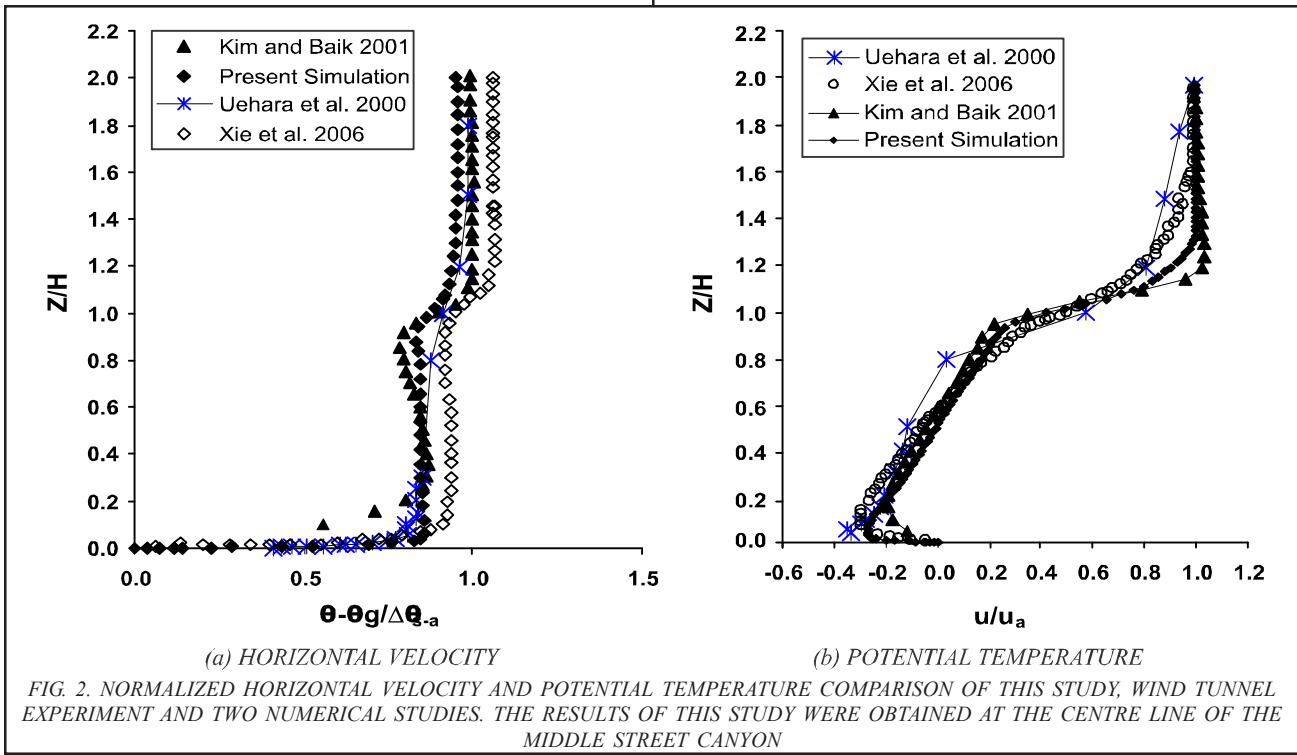 2.2
2.0
1.8
1.6
1.4
1.2
1.0
0.8
0.6
0.4
0.2
0.0
Z/H
Kim and Baik 2001
Present Simulation
Uehara et al. 2000
Xie et al. 2006
0.0 0.5 1.0 1.5
θ-θg/Δθs-a
(a) HORIZONTAL VELOCITY
2.2
2.0
1.8
1.6
1.4
1.2
1.0
0.8
0.6
0.4
0.2
0.0
Z/H
Uehara et al. 2000
Xie 2006
Kim and Baik 2001
Present Simulation
-0.6 -0.4 -0.2 0.0 0.2 0.4 0.6 0.8 1.0 1.2
u/ua
(b) POTENTIAL TEMPERATURE
FIG. 2. NORMALIZED HORIZONTAL VELOCITY AND POTENTIAL TEMPERATURE COMPARISON OF THIS STUDY, WIND TUNNEL
EXPERIMENT AND TWO NUMERICAL STUDIES. THE RESULTS OF THIS STUDY WERE OBTAINED AT THE CENTRE LINE OF THE
MIDDLE STREET CANYON